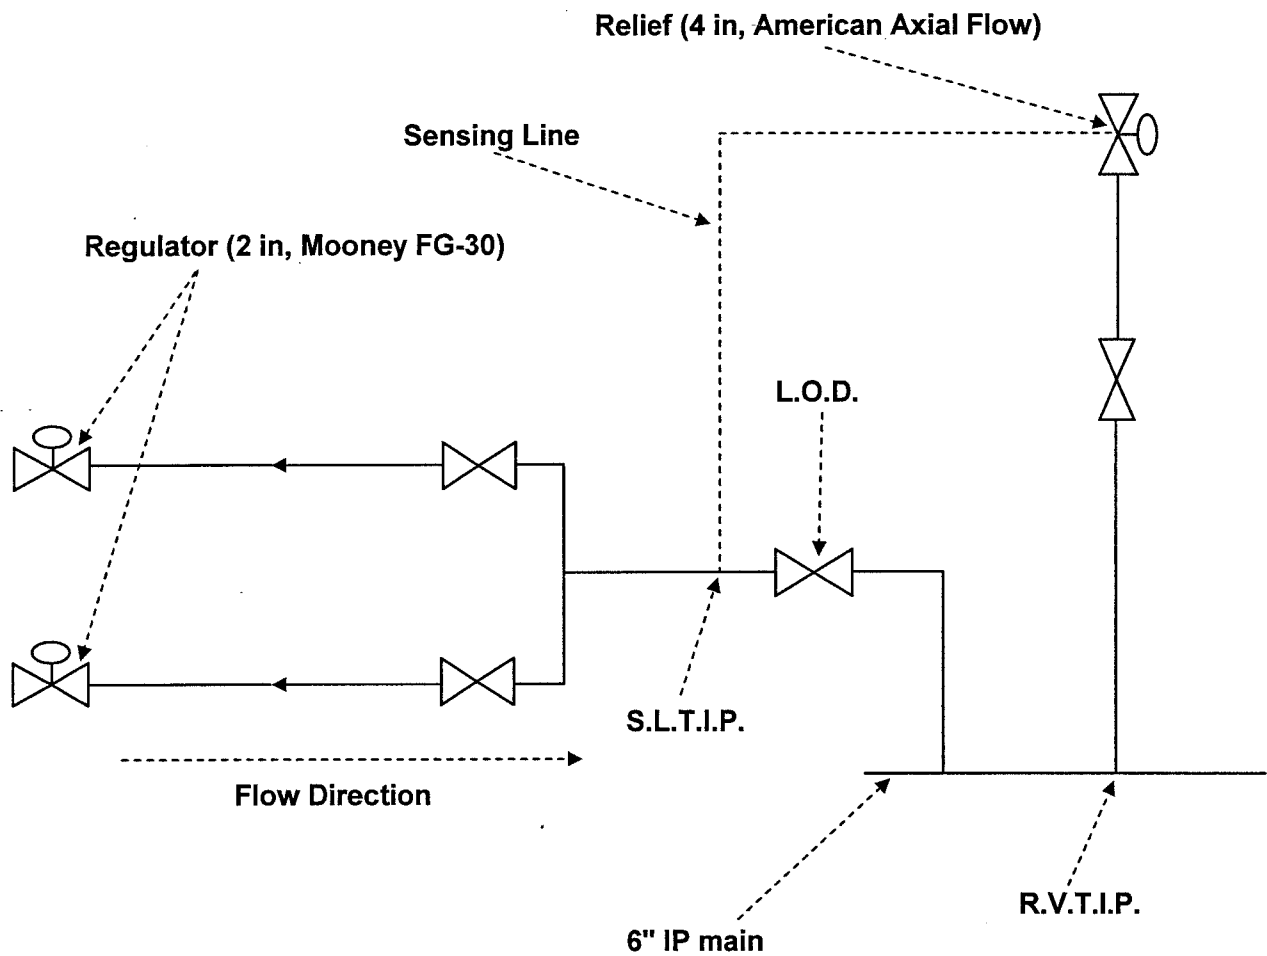 Relief (4 in, American Axial Flow)
Sensing Line
Regulator (2 in, Mooney FG-30)
L.O.D.
S.L.T.I.P.
Flow Direction
R.V.T.I.P.
6" IP main